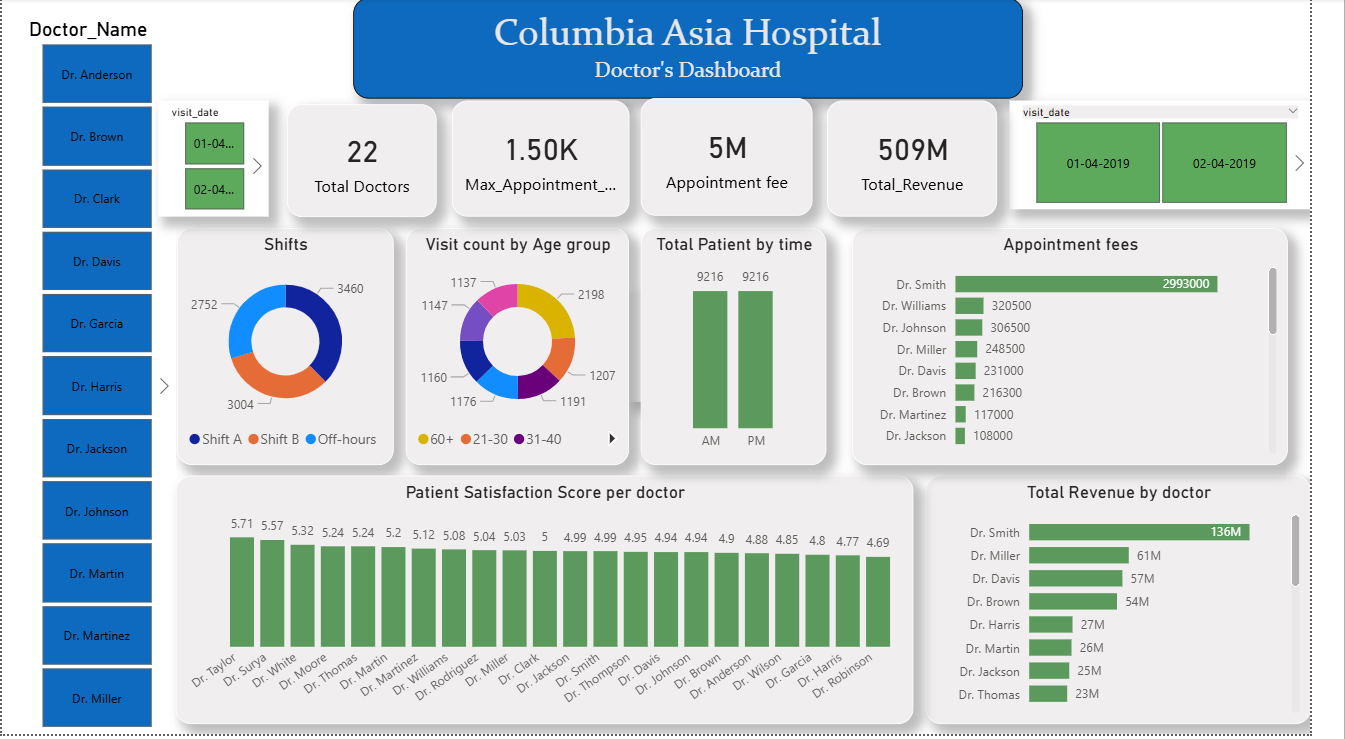 Columbia Asia Hospital
Doctor's Dashboard
Doctor_Name
Dr. Anderson
Dr. Brown
Dr. Clark
Dr. Davis
Dr. Garcia
Dr. Harris
Dr. Jackson
Dr. Johnson
Dr. Martin
Dr. Martinez
Dr. Miller
visit_date
01-04...
02-04...
22
Total Doctors
1.50K
Max_Appointment_...
5M
Appointment fee
509M
Total_Revenue
visit_date
01-04-2019
02-04-2019
Shifts
3460
2752
3004
Shift A
Shift B
Off-hours
Visit count by Age group
1137
2198
1147
1160
1207
1176
1191
60+
21-30
31-40
Total Patient by time
9216
9216
AM
PM
Appointment fees
Dr. Smith 2993000
Dr. Williams 320500
Dr. Johnson 306500
Dr. Miller 248500
Dr. Davis 231000
Dr. Brown 216300
Dr. Martinez 117000
Dr. Jackson 108000
Patient Satisfaction Score per doctor
5.71 5.57 5.32 5.24 5.24 5.2 5.12 5.08 5.04 5.03 5 4.99 4.99 4.95 4.94 4.94 4.9 4.88 4.85 4.8 4.77 4.69
Dr. Taylor
Dr. Surya
Dr. White
Dr. Moore
Dr. Thomas
Dr. Martin
Dr. Martinez
Dr. Williams
Dr. Rodriguez
Dr. Miller
Dr. Clark
Dr. Jackson
Dr. Smith
Dr. Thompson
Dr. Davis
Dr. Johnson
Dr. Brown
Dr. Anderson
Dr. Wilson
Dr. Garcia
Dr. Harris
Dr. Robinson
Total Revenue by doctor
Dr. Smith 136M
Dr. Miller 61M
Dr. Davis 57M
Dr. Brown 54M
Dr. Harris 27M
Dr. Martin 26M
Dr. Jackson 25M
Dr. Thomas 23M